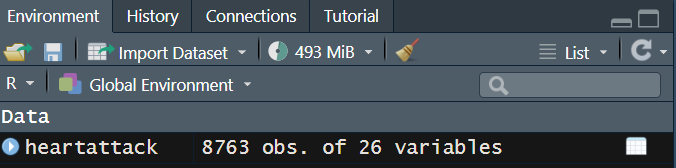 Environment History Connections Tutorial
Import Dataset 493 MiB List
R Global Environment
Data
heartattack 8763 obs. of 26 variables